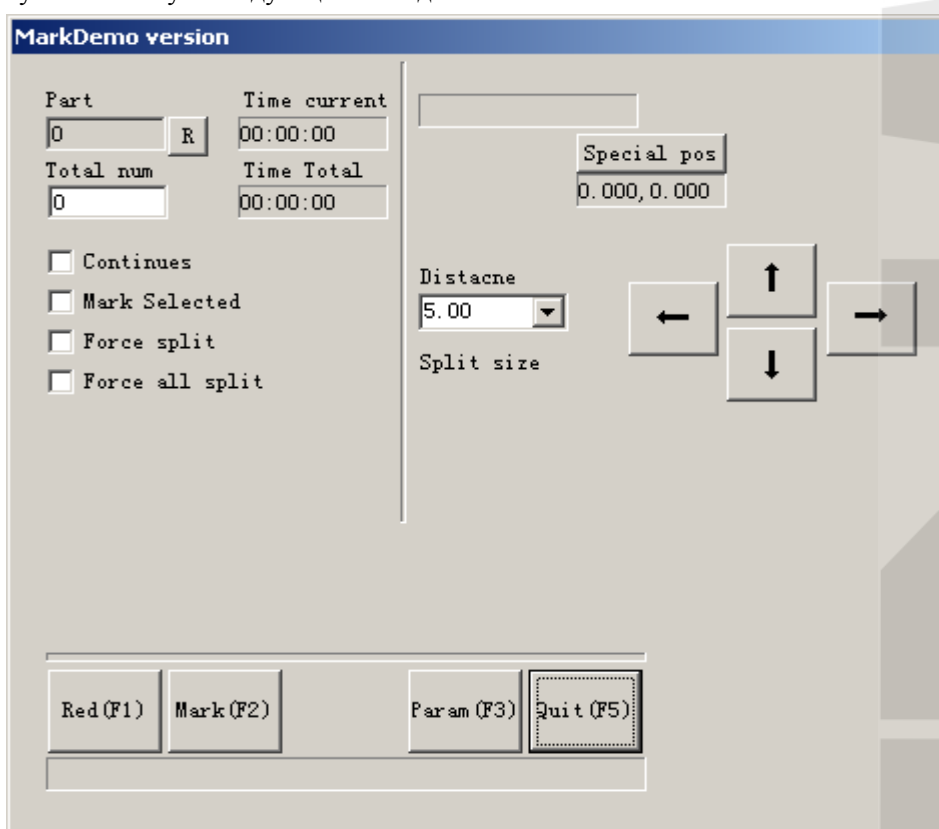 MarkDemo version
Part
0
R
Total num
0
Time current
00:00:00
Time Total
00:00:00
Continues
Mark Selected
Force split
Force all split
Special pos
0.000,0.000
Distacne
5.00
Split size
Red(F1)
Mark(F2)
Param(F3)
Quit(F5)